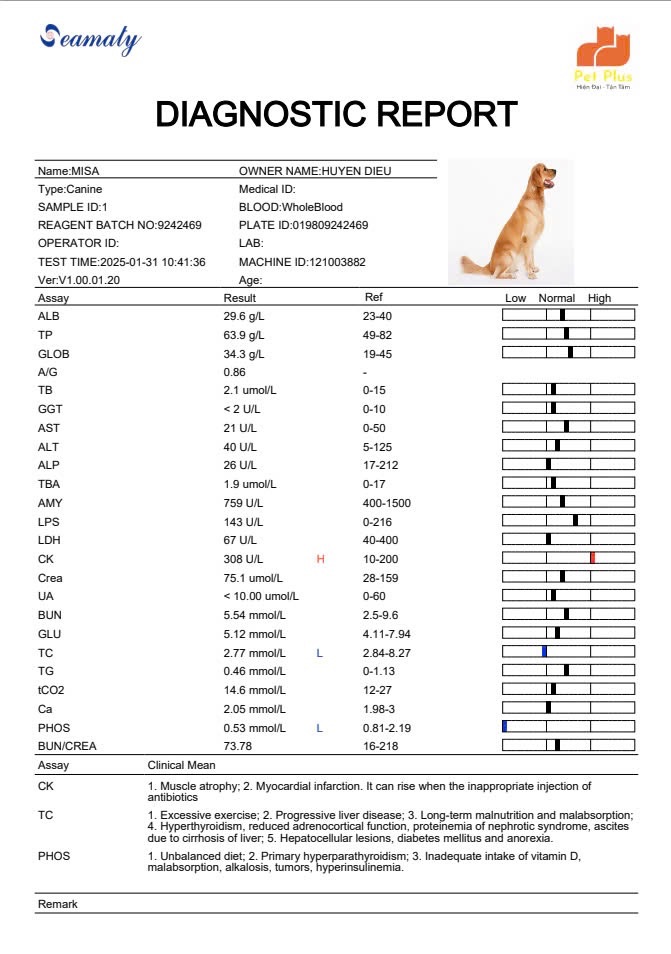 Seamaty
Pet Plus
Hiện Đại - Tận Tâm
DIAGNOSTIC REPORT
Name:MISA OWNER NAME:HUYEN DIEU
Type:Canine Medical ID:
SAMPLE ID:1 BLOOD:WholeBlood
REAGENT BATCH NO:9242469 PLATE ID:019809242469
OPERATOR ID: LAB:
TEST TIME:2025-01-31 10:41:36 MACHINE ID:121003882
Ver:V1.00.01.20 Age:
Assay Result Ref Low Normal High
ALB 29.6 g/L 23-40
TP 63.9 g/L 49-82
GLOB 34.3 g/L 19-45
A/G 0.86 -
TB 2.1 umol/L 0-15
GGT < 2 U/L 0-10
AST 21 U/L 0-50
ALT 40 U/L 5-125
ALP 26 U/L 17-212
TBA 1.9 umol/L 0-17
AMY 759 U/L 400-1500
LPS 143 U/L 0-216
LDH 67 U/L 40-400
CK 308 U/L H 10-200
Crea 75.1 umol/L 28-159
UA < 10.00 umol/L 0-60
BUN 5.54 mmol/L 2.5-9.6
GLU 5.12 mmol/L 4.11-7.94
TC 2.77 mmol/L L 2.84-8.27
TG 0.46 mmol/L 0-1.13
tCO2 14.6 mmol/L 12-27
Ca 2.05 mmol/L 1.98-3
PHOS 0.53 mmol/L L 0.81-2.19
BUN/CREA 73.78 16-218
Assay Clinical Mean
CK 1. Muscle atrophy; 2. Myocardial infarction. It can rise when the inappropriate injection of
antibiotics
TC 1. Excessive exercise; 2. Progressive liver disease; 3. Long-term malnutrition and malabsorption;
4. Hyperthyroidism, reduced adrenocortical function, proteinemia of nephrotic syndrome, ascites
due to cirrhosis of liver; 5. Hepatocellular lesions, diabetes mellitus and anorexia.
PHOS 1. Unbalanced diet; 2. Primary hyperparathyroidism; 3. Inadequate intake of vitamin D,
malabsorption, alkalosis, tumors, hyperinsulinemia.
Remark